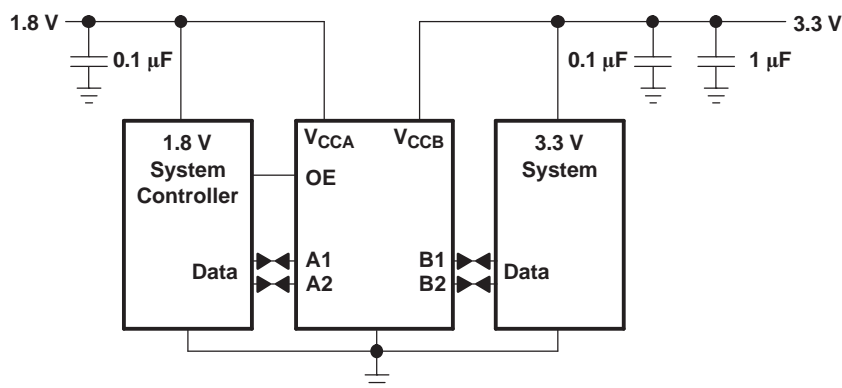 1.8 V
3.3 V
0.1 μF
0.1 μF
1 μF
1.8 V
System
Controller
Data
VCCA
VCCB
OE
A1
A2
B1
B2
3.3 V
System
Data